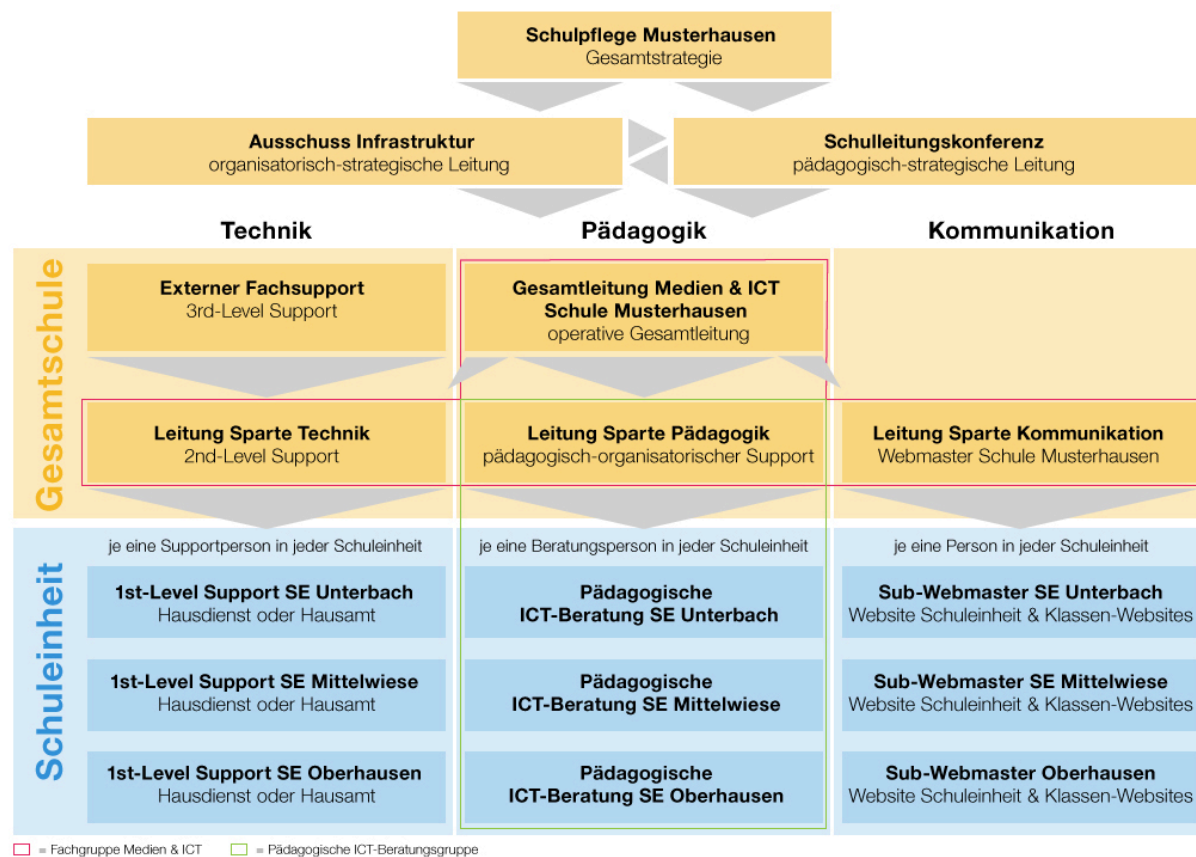 Schulpflege Musterhausen
Gesamtstrategie
Ausschuss Infrastruktur
organisatorisch-strategische Leitung
Schulleitungskonferenz
pädagogisch-strategische Leitung
Technik
Pädagogik
Kommunikation
Gesamtschule
Externer Fachsupport
3rd-Level Support
Gesamtleitung Medien & ICT
Schule Musterhausen
operative Gesamtleitung
Leitung Sparte Technik
2nd-Level Support
Leitung Sparte Pädagogik
pädagogisch-organisatorischer Support
Leitung Sparte Kommunikation
Webmaster Schule Musterhausen
Schuleinheit
je eine Supportperson in jeder Schuleinheit
je eine Beratungsperson in jeder Schuleinheit
je eine Person in jeder Schuleinheit
1st-Level Support SE Unterbach
Hausdienst oder Hausamt
Pädagogische
ICT-Beratung SE Unterbach
Sub-Webmaster SE Unterbach
Website Schuleinheit & Klassen-Websites
1st-Level Support SE Mittelwiese
Hausdienst oder Hausamt
Pädagogische
ICT-Beratung SE Mittelwiese
Sub-Webmaster SE Mittelwiese
Website Schuleinheit & Klassen-Websites
1st-Level Support SE Oberhausen
Hausdienst oder Hausamt
Pädagogische
ICT-Beratung SE Oberhausen
Sub-Webmaster Oberhausen
Website Schuleinheit & Klassen-Websites
= Fachgruppe Medien & ICT
= Pädagogische ICT-Beratungsgruppe